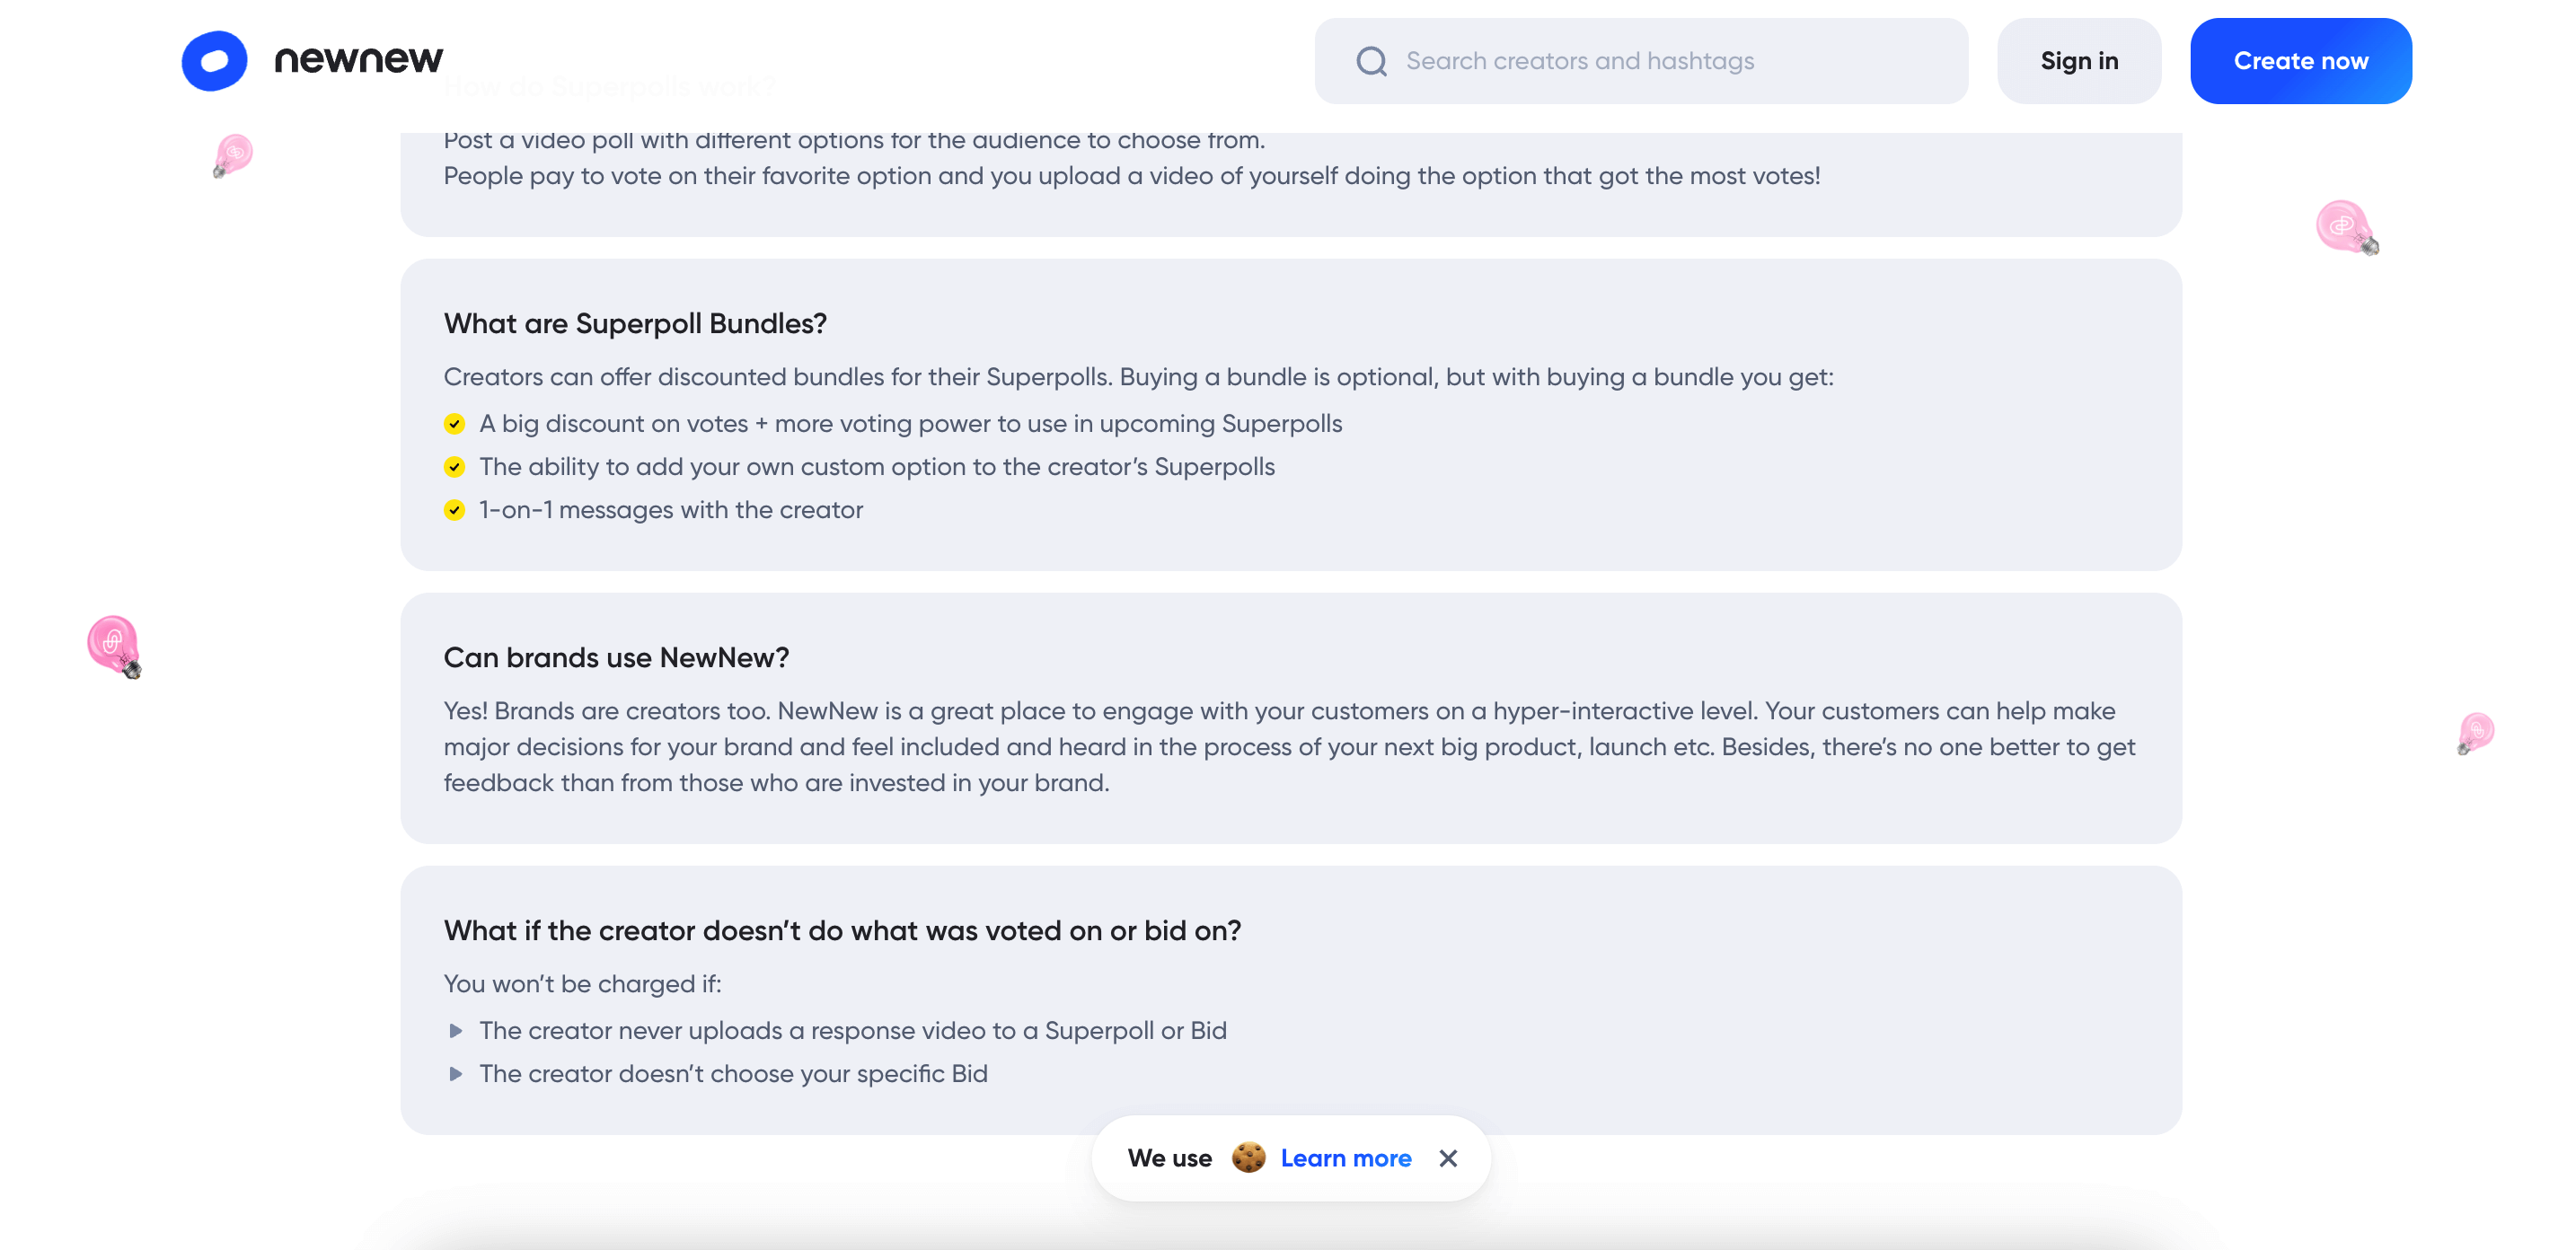 newnew
Search creators and hashtags
Sign in
Create now
How do Superpolls work?
Post a video poll with different options for the audience to choose from.
People pay to vote on their favorite option and you upload a video of yourself doing the option that got the most votes!
What are Superpoll Bundles?
Creators can offer discounted bundles for their Superpolls. Buying a bundle is optional, but with buying a bundle you get:
A big discount on votes + more voting power to use in upcoming Superpolls
The ability to add your own custom option to the creator’s Superpolls
1-on-1 messages with the creator
Can brands use NewNew?
Yes! Brands are creators too. NewNew is a great place to engage with your customers on a hyper-interactive level. Your customers can help make
major decisions for your brand and feel included and heard in the process of your next big product, launch etc. Besides, there’s no one better to get
feedback than from those who are invested in your brand.
What if the creator doesn’t do what was voted on or bid on?
You won’t be charged if:
The creator never uploads a response video to a Superpoll or Bid
The creator doesn’t choose your specific Bid
We use Learn more